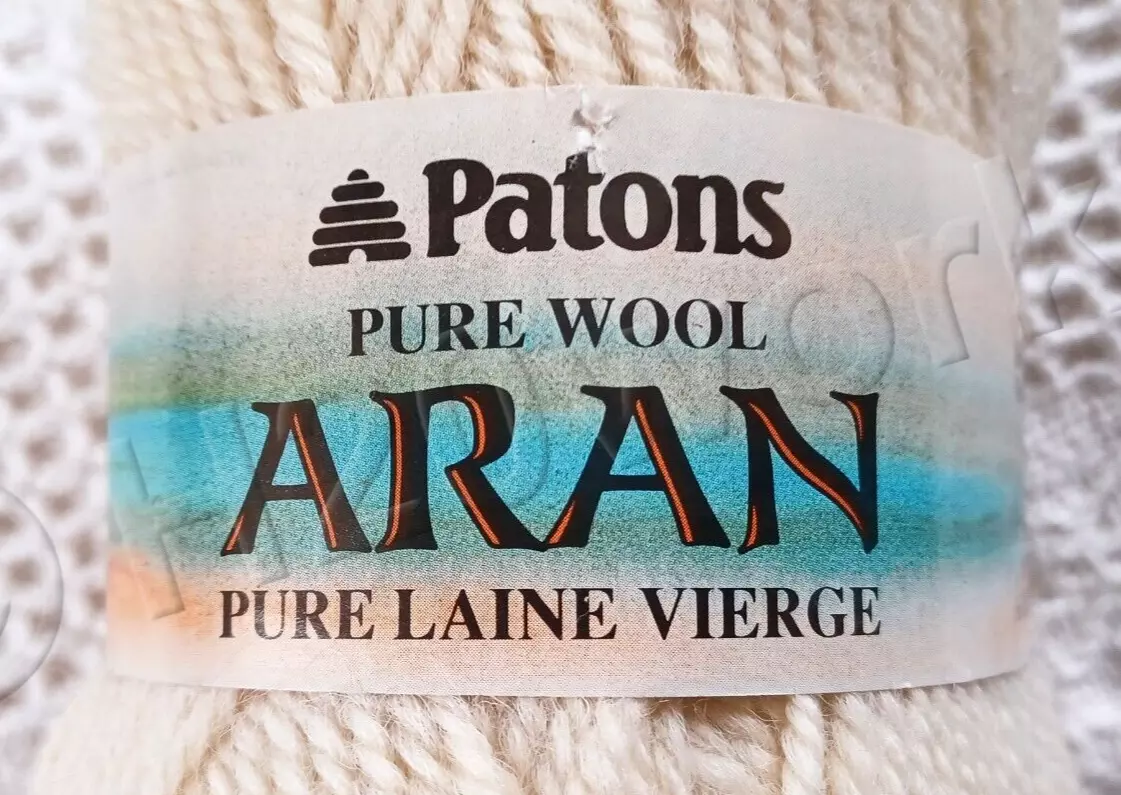 Patons
PURE WOOL
ARAN
PURE LAINE VIERGE